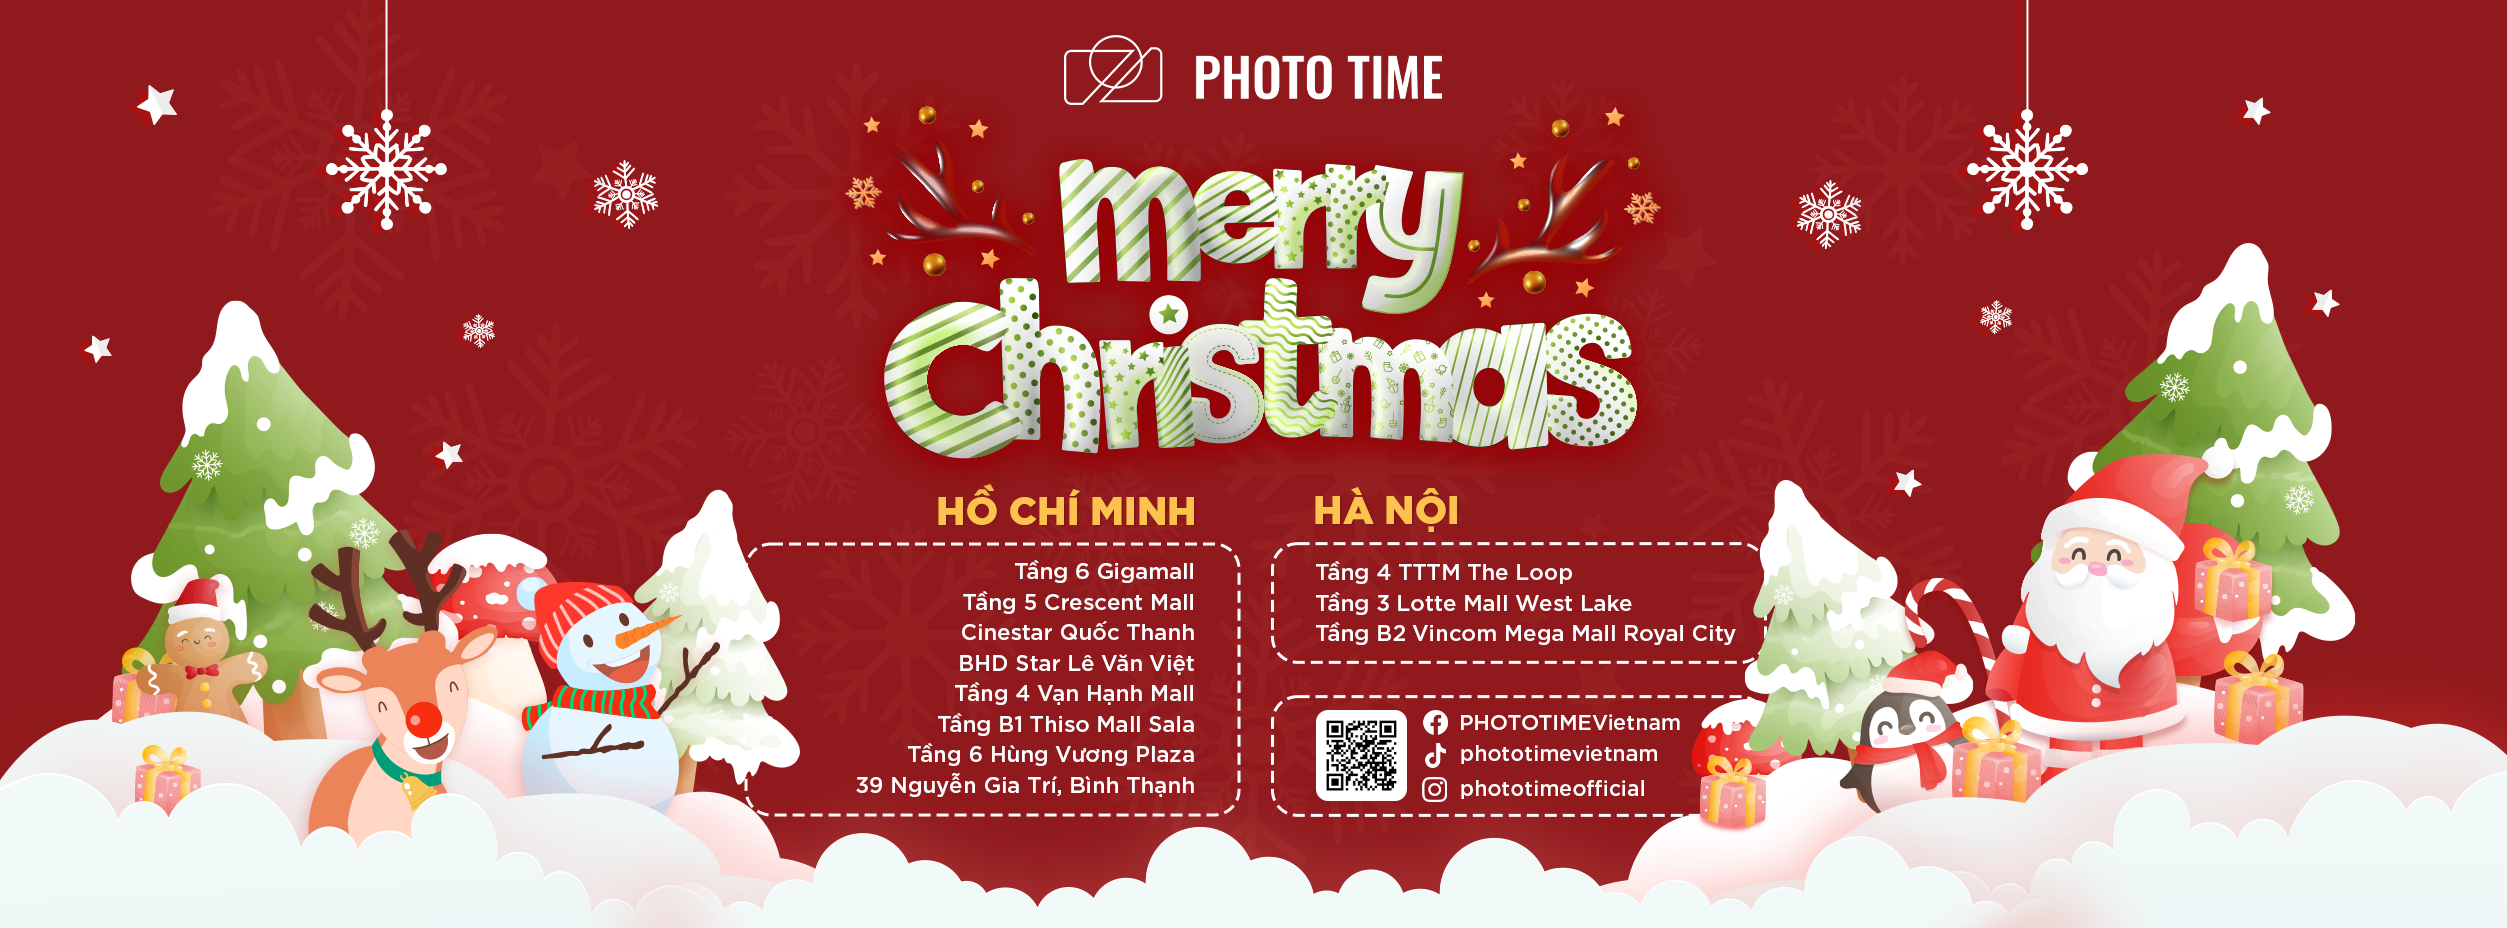 PHOTO TIME
merry
Christmas
HỒ CHÍ MINH
Tầng 6 Gigamall
Tầng 5 Crescent Mall
Cinestar Quốc Thanh
BHD Star Lê Văn Việt
Tầng 4 Vạn Hạnh Mall
Tầng B1 Thiso Mall Sala
Tầng 6 Hùng Vương Plaza
39 Nguyễn Gia Trí, Bình Thạnh
HÀ NỘI
Tầng 4 TTTM The Loop
Tầng 3 Lotte Mall West Lake
Tầng B2 Vincom Mega Mall Royal City
PHOTOTIMEVietnam
phototimevietnam
phototimeofficial